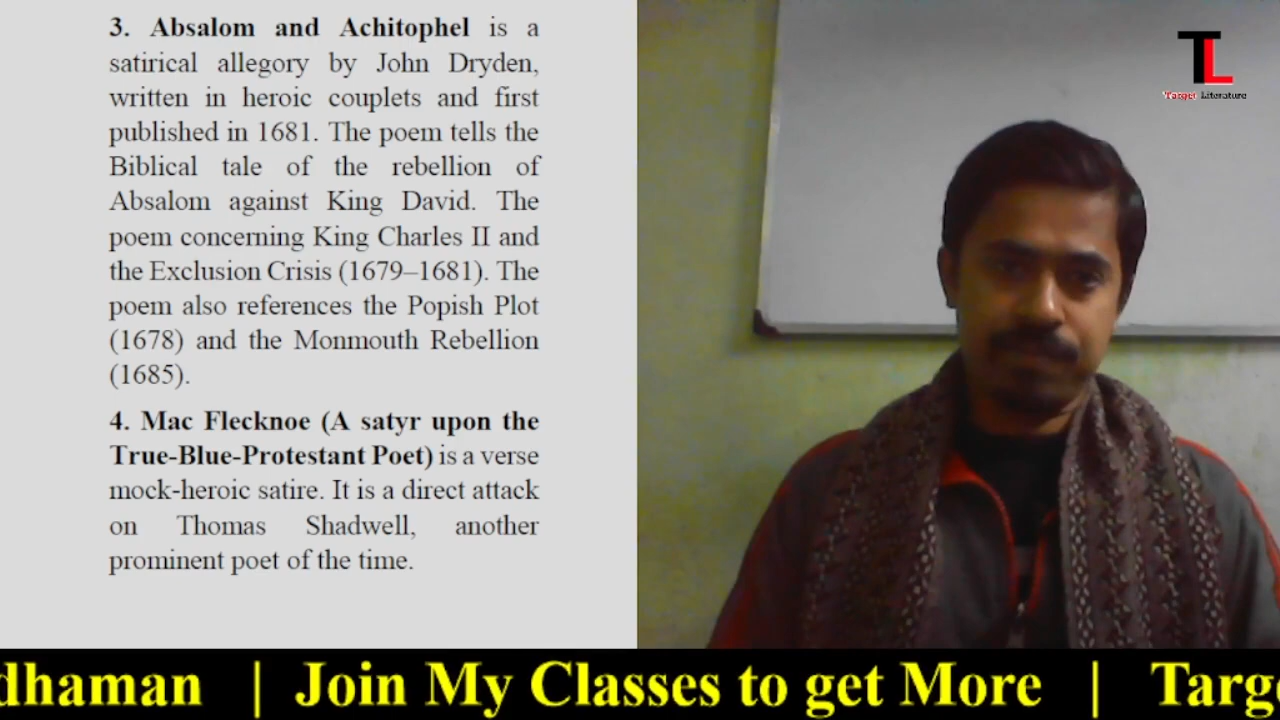 3. Absalom and Achitophel is a
satirical allegory by John Dryden,
written in heroic couplets and first
published in 1681. The poem tells the
Biblical tale of the rebellion of
Absalom against King David. The
poem concerning King Charles II and
the Exclusion Crisis (1679–1681). The
poem also references the Popish Plot
(1678) and the Monmouth Rebellion
(1685).
4. Mac Flecknoe (A satyr upon the
True-Blue-Protestant Poet) is a verse
mock-heroic satire. It is a direct attack
on Thomas Shadwell, another
prominent poet of the time.
TL
Target Literature
dhaman | Join My Classes to get More | Targe